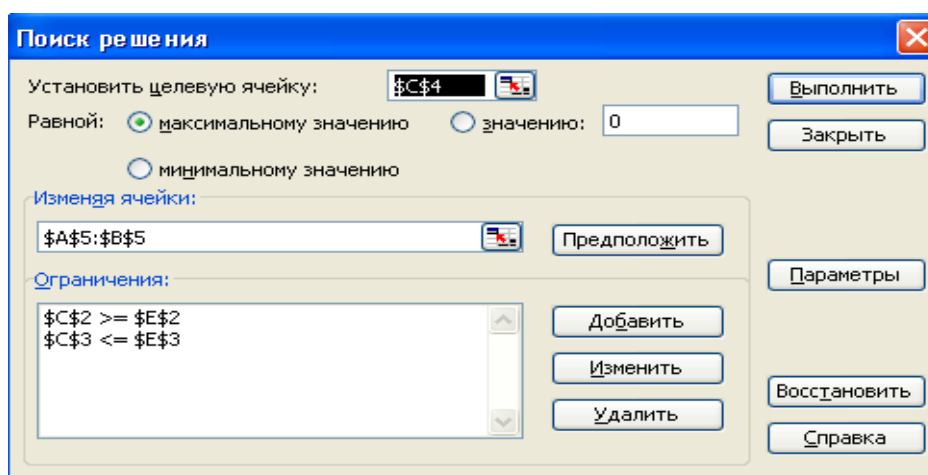 Поиск решения
Установить целевую ячейку: $C$4
Выполнить
Равной: максимальному значению значению: 0
Закрыть
минимальному значению
Изменяя ячейки:
$A$5:$B$5
Предположить
Ограничения:
Параметры
$C$2 >= $E$2
$C$3 <= $E$3
Добавить
Изменить
Восстановить
Удалить
Справка